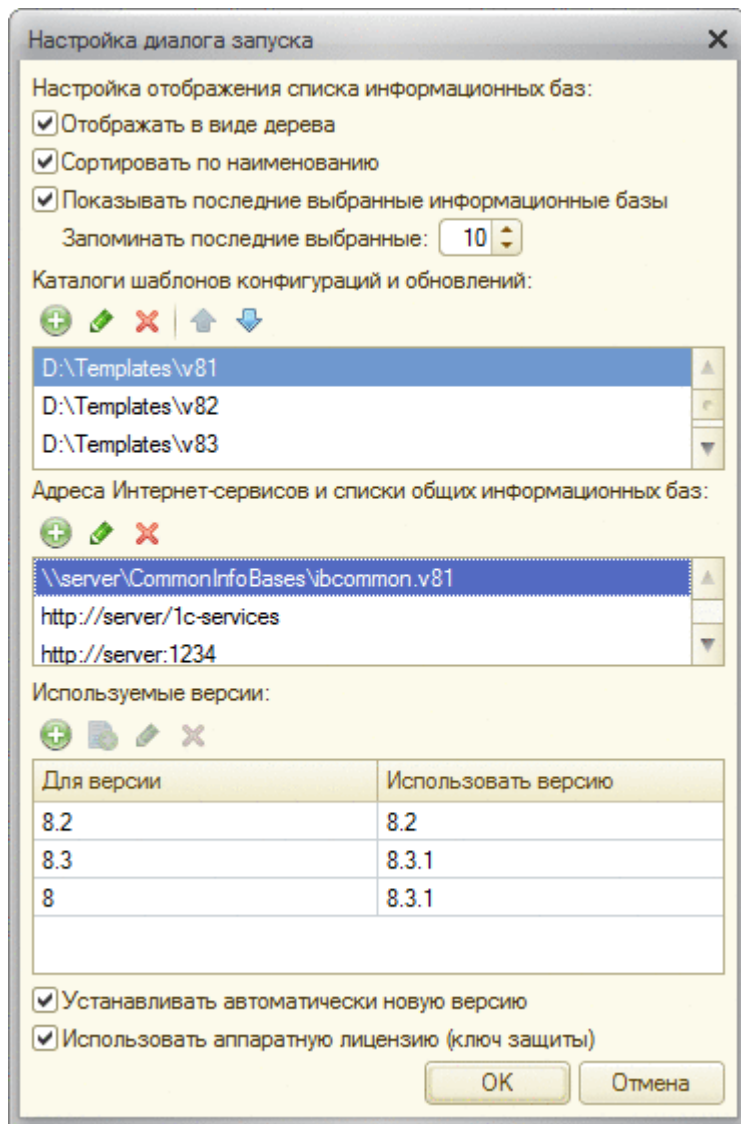 Настройка диалога запуска
Настройка отображения списка информационных баз:
Отображать в виде дерева
Сортировать по наименованию
Показывать последние выбранные информационные базы
Запоминать последние выбранные: 10
Каталоги шаблонов конфигураций и обновлений:
D:\Templates\v81
D:\Templates\v82
D:\Templates\v83
Адреса Интернет-сервисов и списки общих информационных баз:
\\server\CommonInfoBases\ibcommon.v81
http://server/1c-services
http://server:1234
Используемые версии:
Для версии Использовать версию
8.2 8.2
8.3 8.3.1
8 8.3.1
Устанавливать автоматически новую версию
Использовать аппаратную лицензию (ключ защиты)
OK Отмена